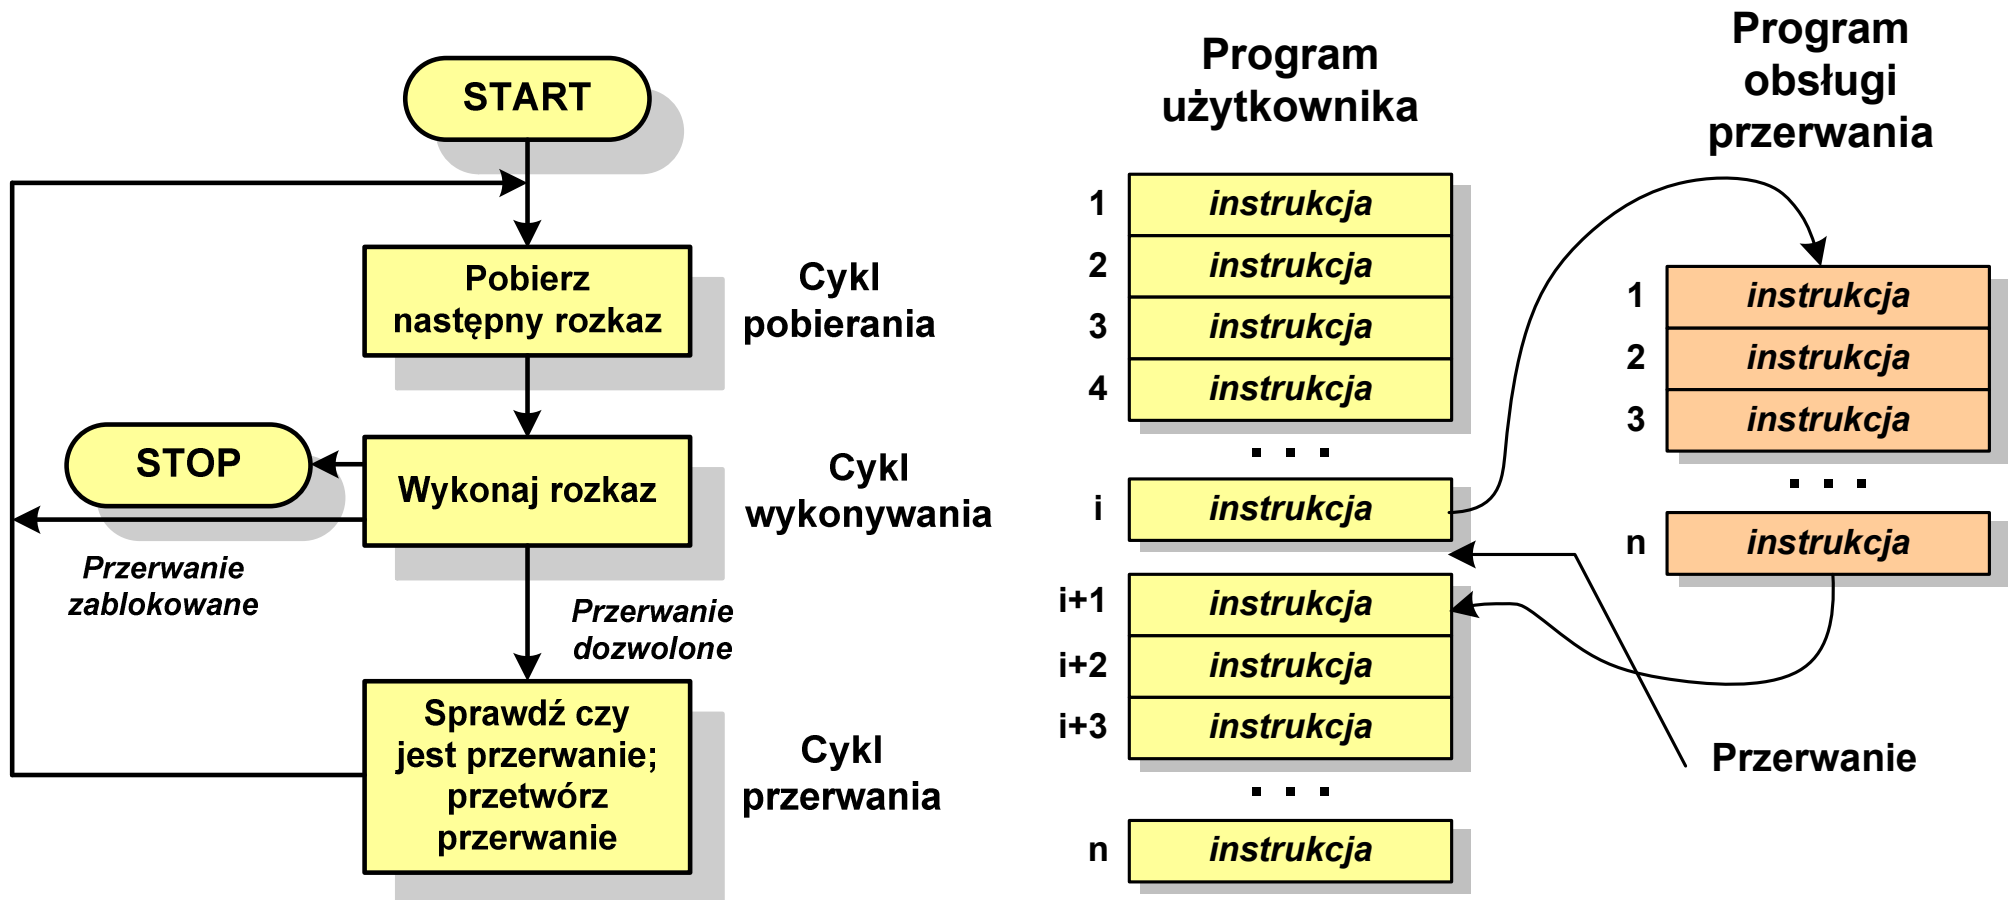 START
Pobierz
następny rozkaz
Cykl
pobierania
STOP
Wykonaj rozkaz
Cykl
wykonywania
Przerwanie
zablokowane
Przerwanie
dozwolone
Sprawdź czy
jest przerwanie;
przetwórz
przerwanie
Cykl
przerwania
Program
użytkownika
1 instrukcja
2 instrukcja
3 instrukcja
4 instrukcja
. . .
i instrukcja
i+1 instrukcja
i+2 instrukcja
i+3 instrukcja
. . .
n instrukcja
Program
obsługi
przerwania
1 instrukcja
2 instrukcja
3 instrukcja
. . .
n instrukcja
Przerwanie